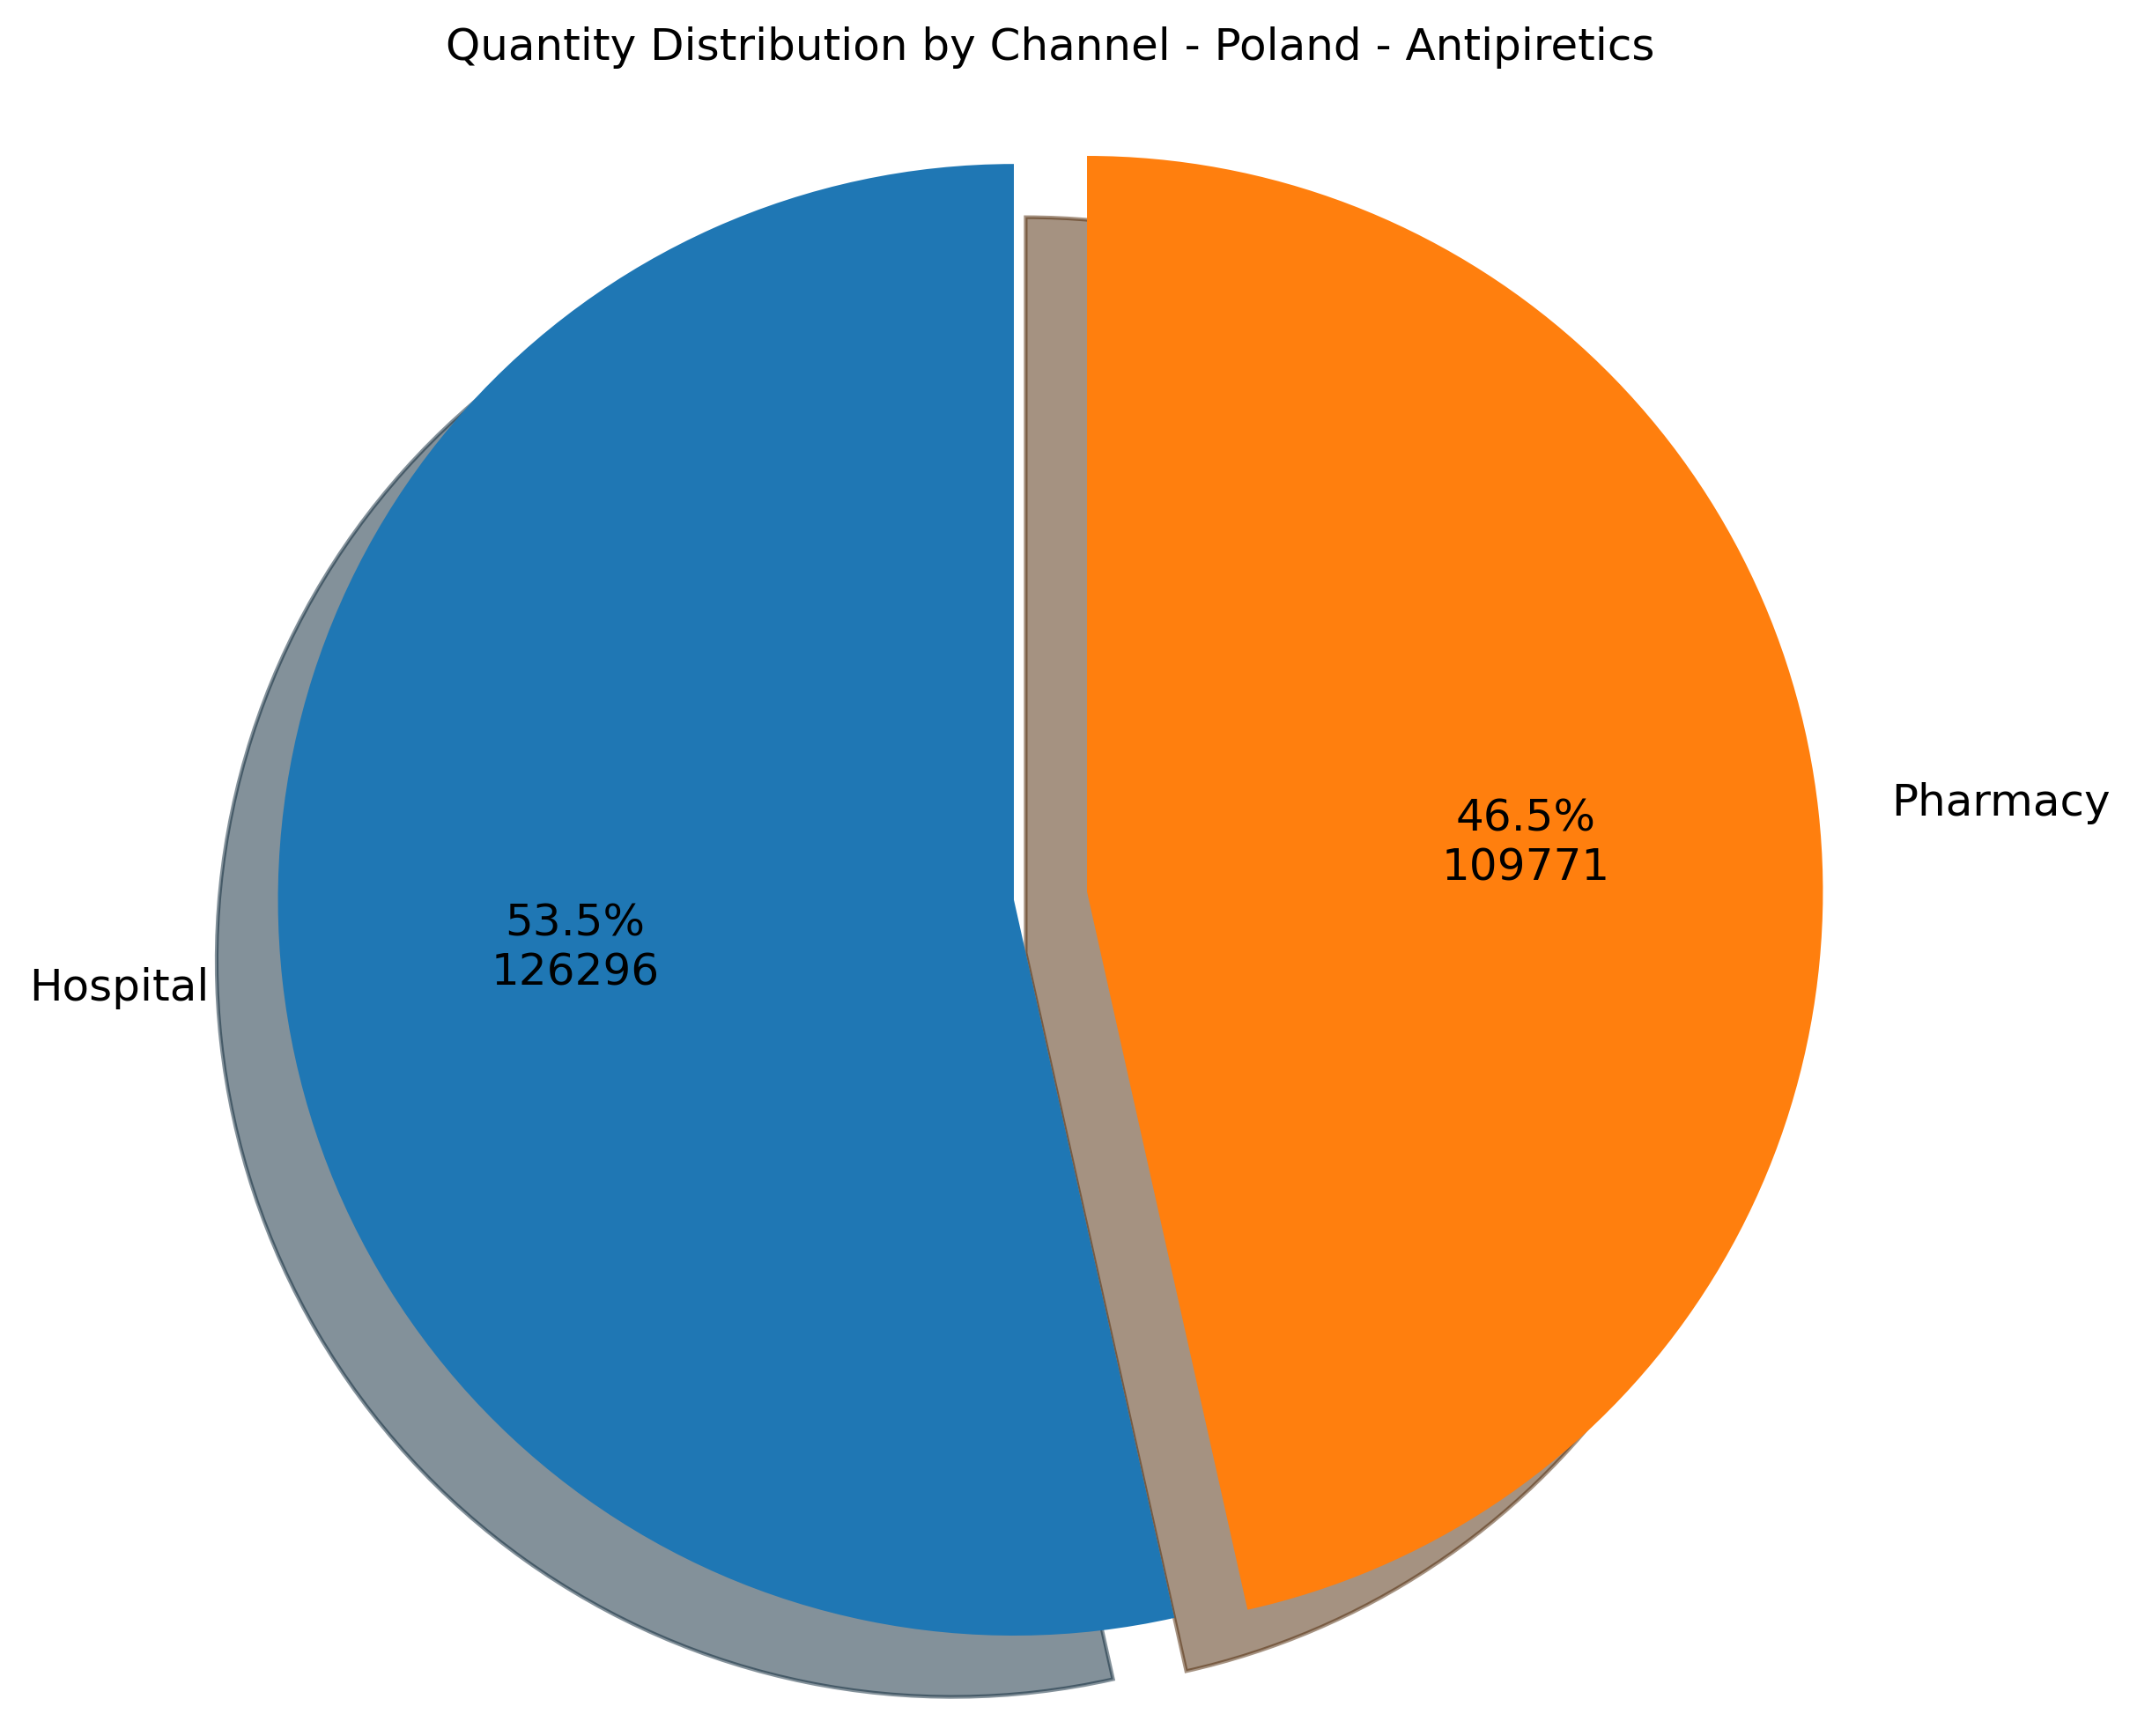 Quantity Distribution by Channel - Poland - Antipiretics
46.5%
109771
Pharmacy
53.5%
126296
Hospital